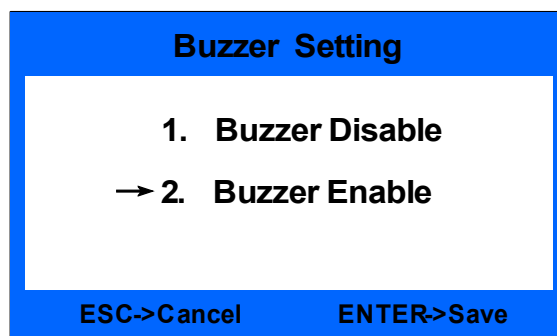 Buzzer Setting
1. Buzzer Disable
→ 2. Buzzer Enable
ESC->Cancel ENTER->Save